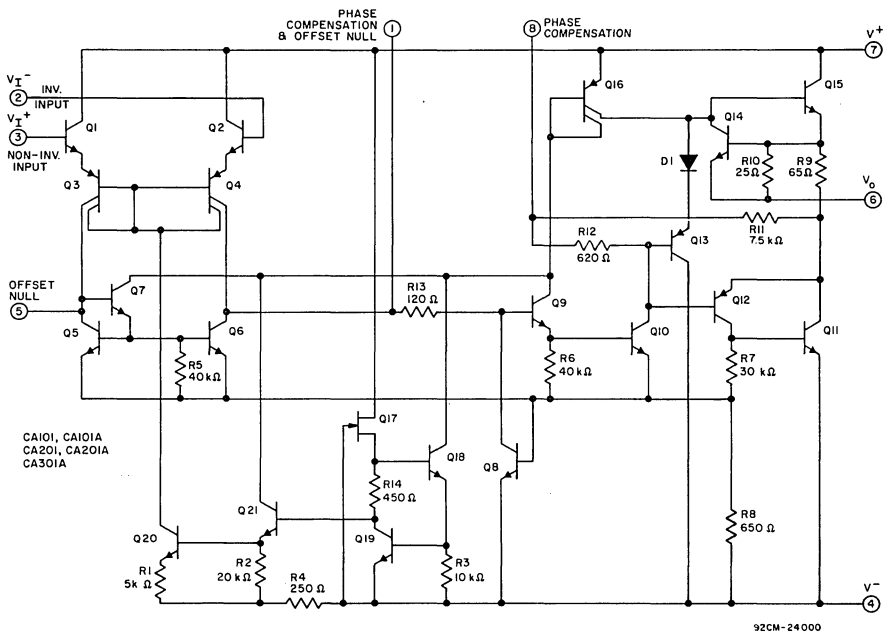 PHASE
COMPENSATION
& OFFSET NULL
1
8 PHASE
COMPENSATION
V+
7
VI-
2
INV.
INPUT
VI+
3
NON-INV.
INPUT
Q1
Q2
Q3
Q4
Q16
Q15
Q14
D1
R10
25Ω
R9
65Ω
Vo
6
R11
7.5 kΩ
R12
620Ω
Q13
OFFSET
NULL
5
Q7
R13
120 Ω
Q9
Q12
Q5
Q6
Q10
Q11
R5
40 kΩ
R6
40 kΩ
R7
30 kΩ
CA101, CA101A
CA201, CA201A
CA301A
Q17
Q18
Q8
R14
450 Ω
Q21
Q20
Q19
R8
650 Ω
R1
5k Ω
R2
20 kΩ
R4
250 Ω
R3
10 kΩ
V-
4
92CM-24000